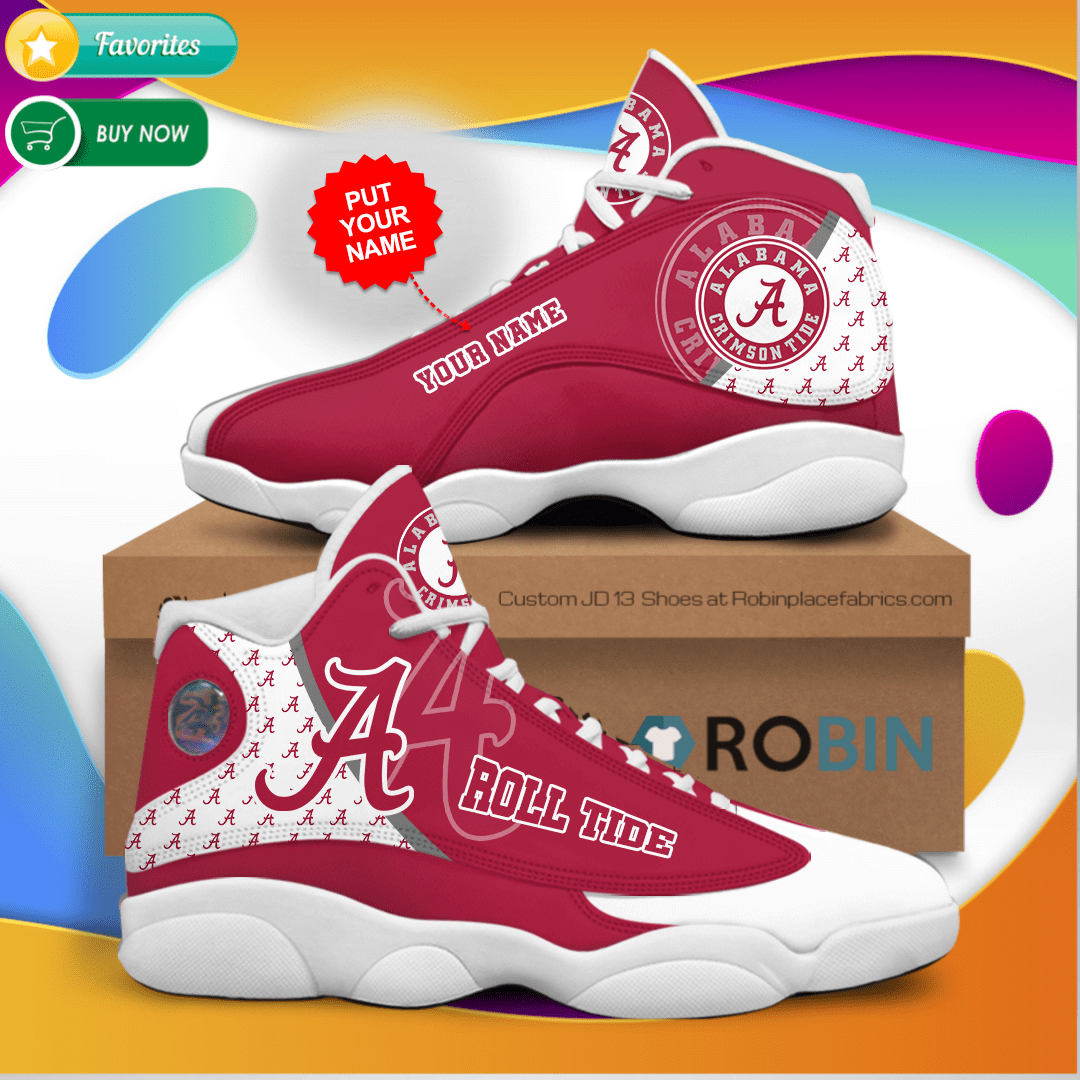 Favorites
BUY NOW
PUT
YOUR
NAME
YOUR NAME
ALABAMA
CRIMSON TIDE
A
Custom JD 13 Shoes at Robinplacefabrics.com
ROBIN
A
ROLL TIDE